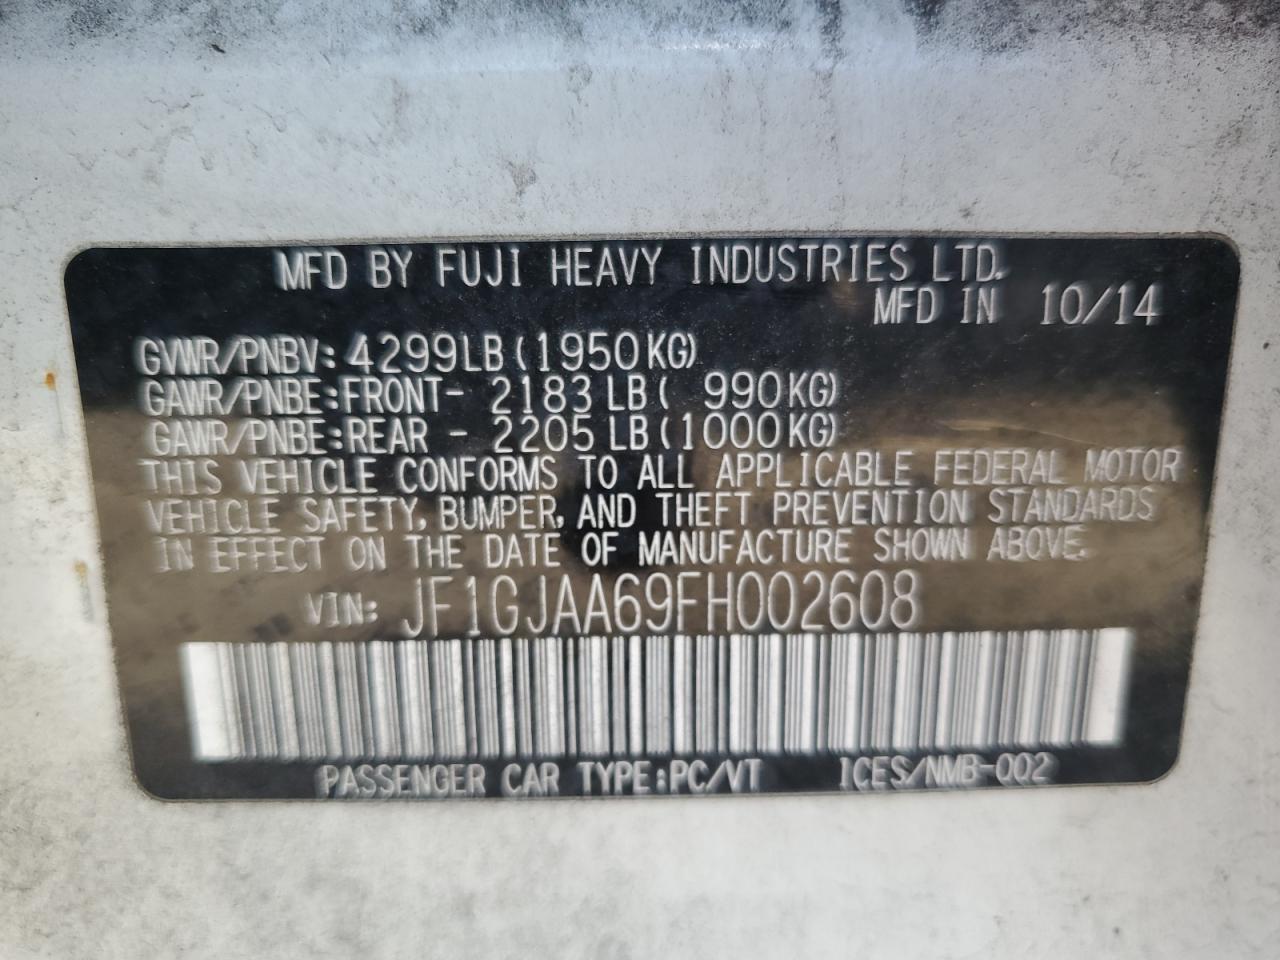 MFD BY FUJI HEAVY INDUSTRIES LTD.
MFD IN 10/14
GVWR/PNBV: 4299LB (1950KG)
GAWR/PNBE:FRONT- 2183 LB ( 990KG)
GAWR/PNBE:REAR - 2205 LB (1000KG)
THIS VEHICLE CONFORMS TO ALL APPLICABLE FEDERAL MOTOR
VEHICLE SAFETY, BUMPER, AND THEFT PREVENTION STANDARDS
IN EFFECT ON THE DATE OF MANUFACTURE SHOWN ABOVE.
VIN: JF1GJAA69FH002608
PASSENGER CAR TYPE:PC/VT ICES/NMB-002